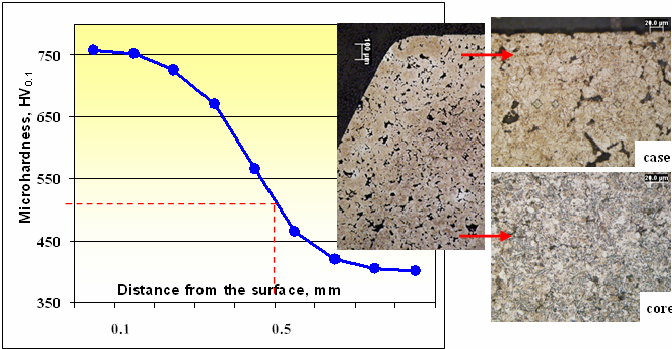 Microhardness, HV0.1
750
650
550
450
350
Distance from the surface, mm
0.1
0.5
100 µm
20.0 µm
case
20.0 µm
core